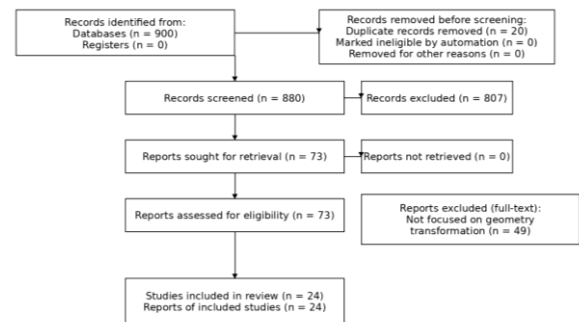 Records identified from:
Databases (n = 900)
Registers (n = 0)
Records removed before screening:
Duplicate records removed (n = 20)
Marked ineligible by automation (n = 0)
Removed for other reasons (n = 0)
Records screened (n = 880)
Records excluded (n = 807)
Reports sought for retrieval (n = 73)
Reports not retrieved (n = 0)
Reports assessed for eligibility (n = 73)
Reports excluded (full-text):
Not focused on geometry
transformation (n = 49)
Studies included in review (n = 24)
Reports of included studies (n = 24)